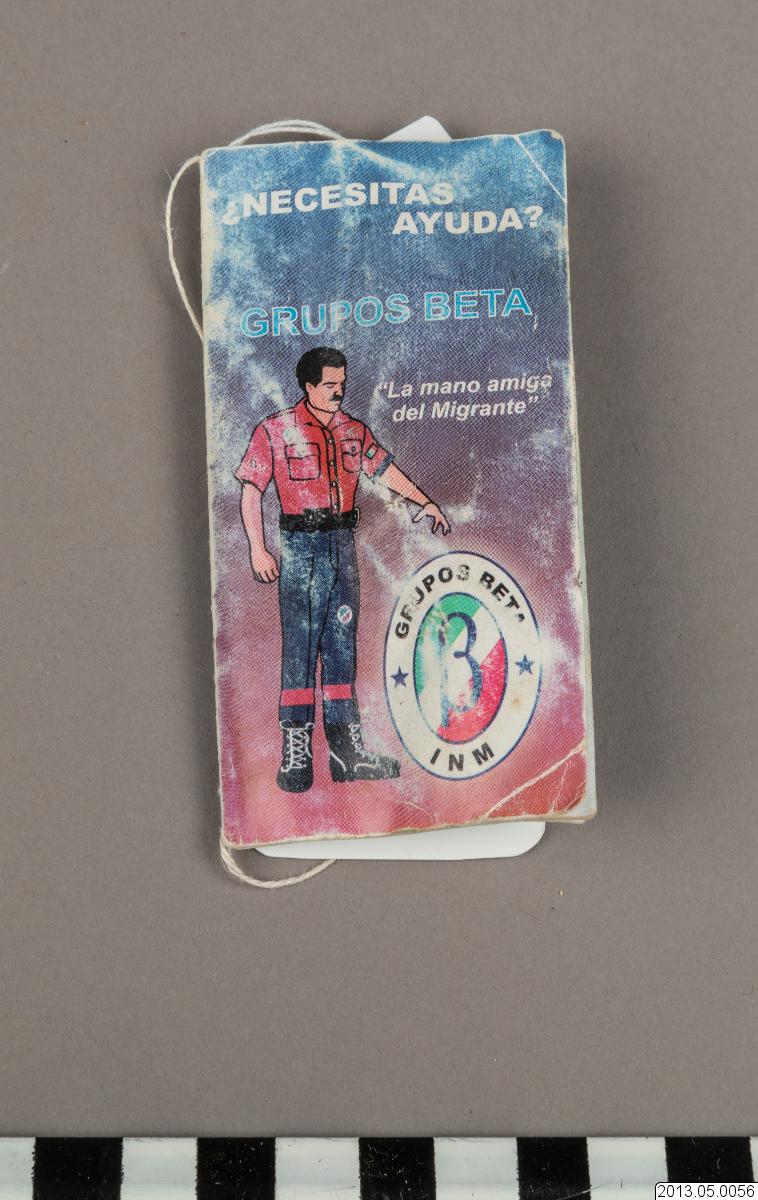 ¿NECESITAS
AYUDA?
GRUPOS BETA
"La mano amiga
del Migrante"
GRUPOS BETA
β
INM
2013.05.0056